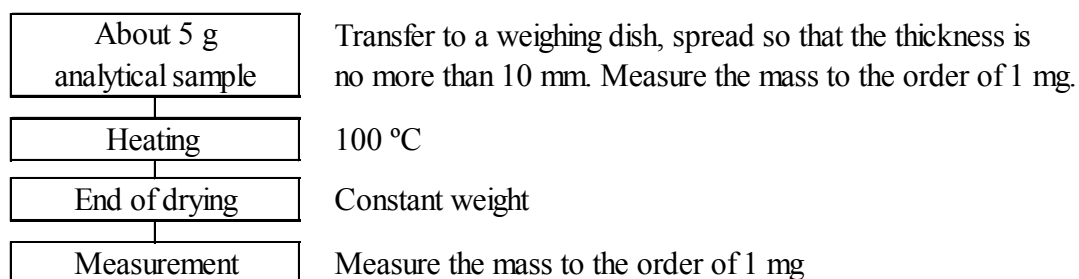 About 5 g
analytical sample
Transfer to a weighing dish, spread so that the thickness is
no more than 10 mm. Measure the mass to the order of 1 mg.
Heating
100 ºC
End of drying
Constant weight
Measurement
Measure the mass to the order of 1 mg